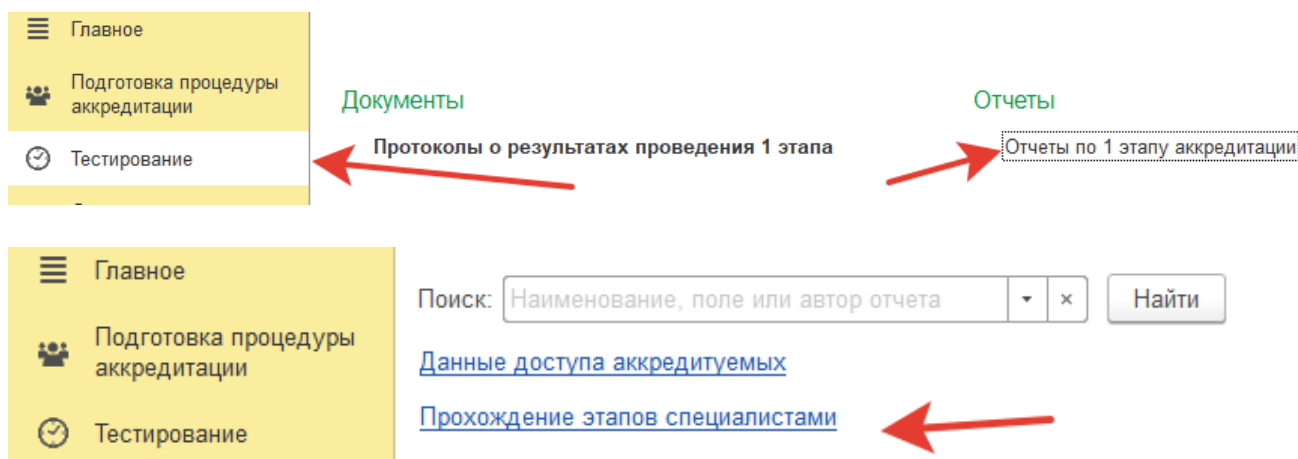 Главное
Подготовка процедуры
аккредитации
Тестирование
Документы
Протоколы о результатах проведения 1 этапа
Отчеты
Отчеты по 1 этапу аккредитации
Главное
Подготовка процедуры
аккредитации
Тестирование
Поиск: Наименование, поле или автор отчета Найти
Данные доступа аккредитуемых
Прохождение этапов специалистами